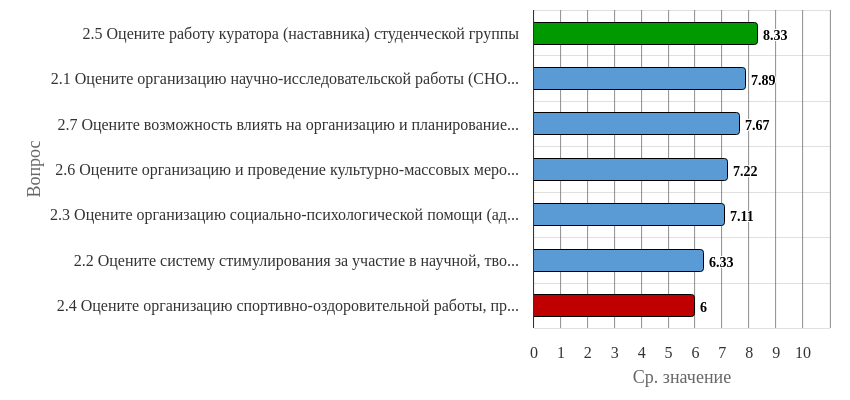 2.5 Оцените работу куратора (наставника) студенческой группы
8.33
2.1 Оцените организацию научно-исследовательской работы (СНО...
7.89
2.7 Оцените возможность влиять на организацию и планирование...
7.67
2.6 Оцените организацию и проведение культурно-массовых меро...
7.22
2.3 Оцените организацию социально-психологической помощи (ад...
7.11
2.2 Оцените систему стимулирования за участие в научной, тво...
6.33
2.4 Оцените организацию спортивно-оздоровительной работы, пр...
6
Вопрос
0 1 2 3 4 5 6 7 8 9 10
Ср. значение